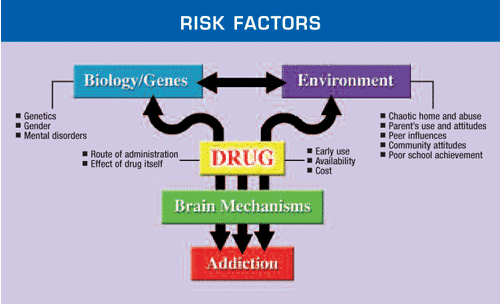 RISK FACTORS
Biology/Genes
Environment
■ Genetics
■ Gender
■ Mental disorders
■ Chaotic home and abuse
■ Parent's use and attitudes
■ Peer influences
■ Community attitudes
■ Poor school achievement
■ Route of administration
■ Effect of drug itself
DRUG
■ Early use
■ Availability
■ Cost
Brain Mechanisms
Addiction